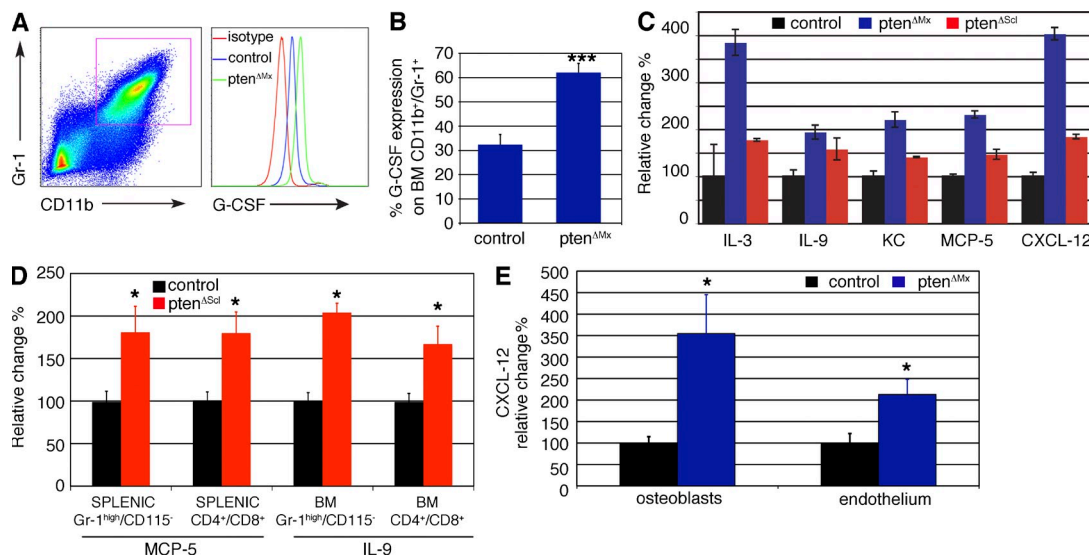 A
Gr-1
CD11b
isotype
control
pten^ΔMx
G-CSF
B
% G-CSF expression
on BM CD11b⁺/Gr-1⁺
70
60
50
40
30
20
10
0
***
control
pten^ΔMx
C
control
pten^ΔMx
pten^ΔScl
Relative change %
400
300
200
100
0
IL-3
IL-9
KC
MCP-5
CXCL-12
D
control
pten^ΔScl
Relative change %
250
200
150
100
50
0
*
*
*
*
SPLENIC
Gr-1^high/CD115⁻
SPLENIC
CD4⁺/CD8⁺
BM
Gr-1^high/CD115⁻
BM
CD4⁺/CD8⁺
MCP-5
IL-9
E
control
pten^ΔMx
CXCL-12
relative change%
500
450
400
350
300
250
200
150
100
50
0
*
*
osteoblasts
endothelium